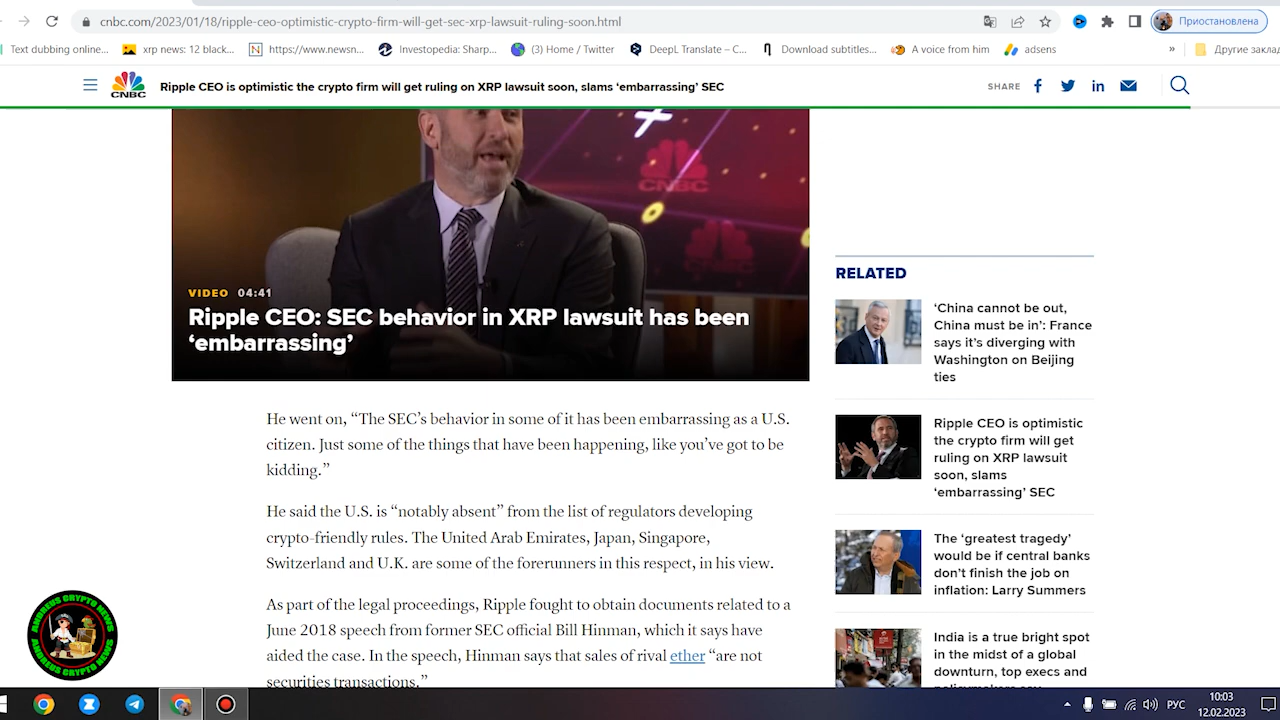 cnbc.com/2023/01/18/ripple-ceo-optimistic-crypto-firm-will-get-sec-xrp-lawsuit-ruling-soon.html
Приостановлена
Text dubbing online...
xrp news: 12 black...
https://www.newsn...
Investopedia: Sharp...
(3) Home / Twitter
DeepL Translate – C...
Download subtitles...
A voice from him
adsens
»
Другие закла
CNBC
Ripple CEO is optimistic the crypto firm will get ruling on XRP lawsuit soon, slams ‘embarrassing’ SEC
SHARE
CNBC
VIDEO 04:41
Ripple CEO: SEC behavior in XRP lawsuit has been
‘embarrassing’
He went on, “The SEC’s behavior in some of it has been embarrassing as a U.S.
citizen. Just some of the things that have been happening, like you’ve got to be
kidding.”
He said the U.S. is “notably absent” from the list of regulators developing
crypto-friendly rules. The United Arab Emirates, Japan, Singapore,
Switzerland and U.K. are some of the forerunners in this respect, in his view.
As part of the legal proceedings, Ripple fought to obtain documents related to a
June 2018 speech from former SEC official Bill Hinman, which it says have
aided the case. In the speech, Hinman says that sales of rival ether “are n
securities transactions.”
RELATED
‘China cannot be out,
China must be in’: France
says it’s diverging with
Washington on Beijing
ties
Ripple CEO is optimistic
the crypto firm will get
ruling on XRP lawsuit
soon, slams
‘embarrassing’ SEC
The ‘greatest tragedy’
would be if central banks
don’t finish the job on
inflation: Larry Summers
India is a true bright spot
in the midst of a global
downturn, top execs and
ANDREUS CRYPTO NEWS
ANDREUS CRYPTO NEWS
РУС
10:03
12.02.2023